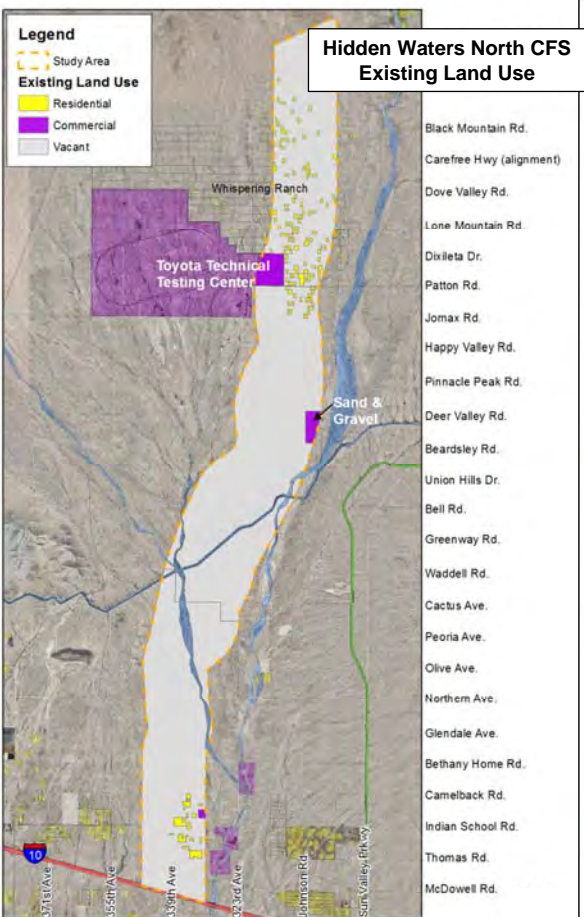 Legend
Study Area
Existing Land Use
Residential
Commercial
Vacant
Hidden Waters North CFS
Existing Land Use
Black Mountain Rd.
Carefree Hwy (alignment)
Dove Valley Rd.
Lone Mountain Rd.
Dixileta Dr.
Patton Rd.
Jomax Rd.
Happy Valley Rd.
Pinnacle Peak Rd.
Deer Valley Rd.
Beardsley Rd.
Union Hills Dr.
Bell Rd.
Greenway Rd.
Waddell Rd.
Cactus Ave.
Peoria Ave.
Olive Ave.
Northern Ave.
Glendale Ave.
Bethany Home Rd.
Camelback Rd.
Indian School Rd.
Thomas Rd.
McDowell Rd.
Whispering Ranch
Toyota Technical
Testing Center
Sand &
Gravel
10
371st Ave
355th Ave
339th Ave
323rd Ave
Johnson Rd
Sun Valley Prkwy